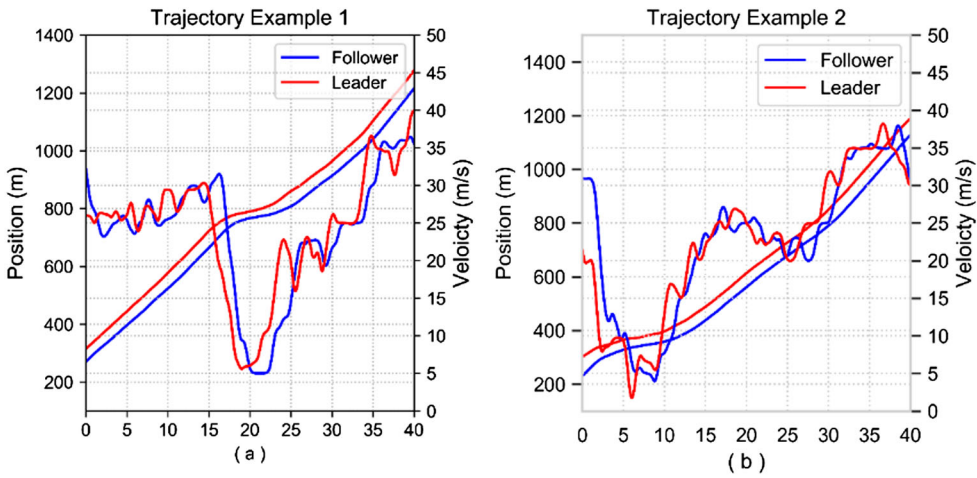 Trajectory Example 1
1400
1200
1000
800
600
400
200
Position (m)
0 5 10 15 20 25 30 35 40
50
45
40
35
30
25
20
15
10
5
0
Veloicty (m/s)
Follower
Leader
( a )
Trajectory Example 2
1400
1200
1000
800
600
400
200
Position (m)
0 5 10 15 20 25 30 35 40
50
45
40
35
30
25
20
15
10
5
0
Veloicty (m/s)
Follower
Leader
( b )